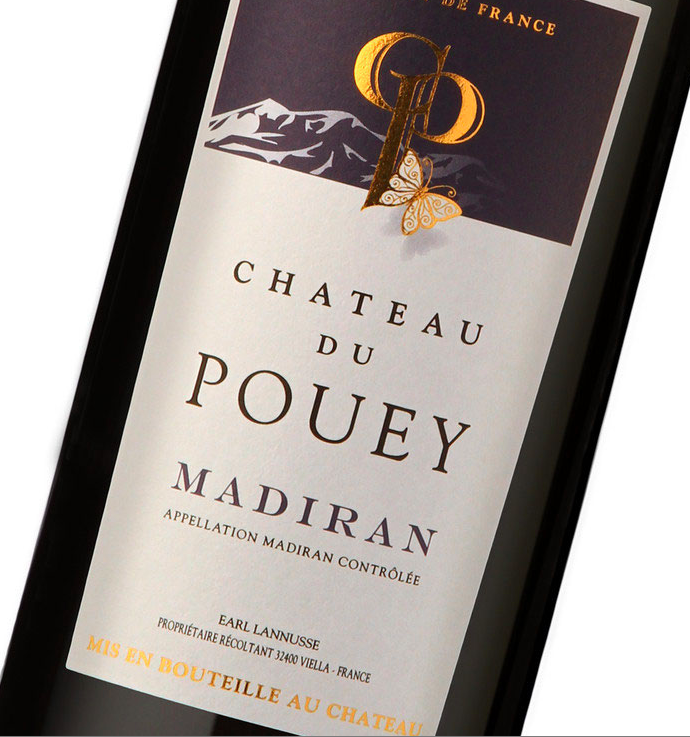 DE FRANCE
CP
CHATEAU
DU
POUEY
MADIRAN
APPELLATION MADIRAN CONTRÔLÉE
EARL LANNUSSE
PROPRIÉTAIRE RÉCOLTANT 32400 VIELLA - FRANCE
MIS EN BOUTEILLE AU CHATEAU